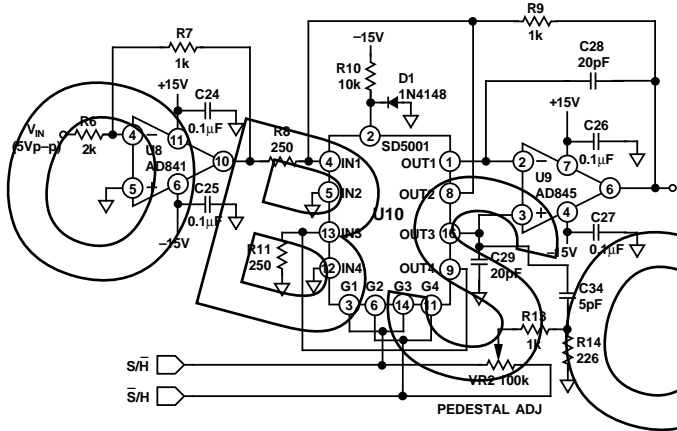 R9
1k
−15V
R7
1k
C28
20pF
R10
10k
D1
1N4148
+15V
C24
0.1µF
+15V
C26
0.1µF
VIN
(5Vp–p)
R6
2k
4
−
11
U8
AD841
10
5
+
6
R8
250
2
SD5001
4
IN1
OUT1
1
2
−
7
U9
AD845
6
5
IN2
OUT2
8
3
+
4
C25
0.1µF
−15V
U10
13
IN3
OUT3
16
−15V
C27
0.1µF
R11
250
12
IN4
OUT4
9
C29
20pF
G1
G2
G3
G4
3
6
14
11
C34
5pF
R13
1k
R14
226
S/H̅
VR2 100k
S̅/H
PEDESTAL ADJ
O
B
S
O